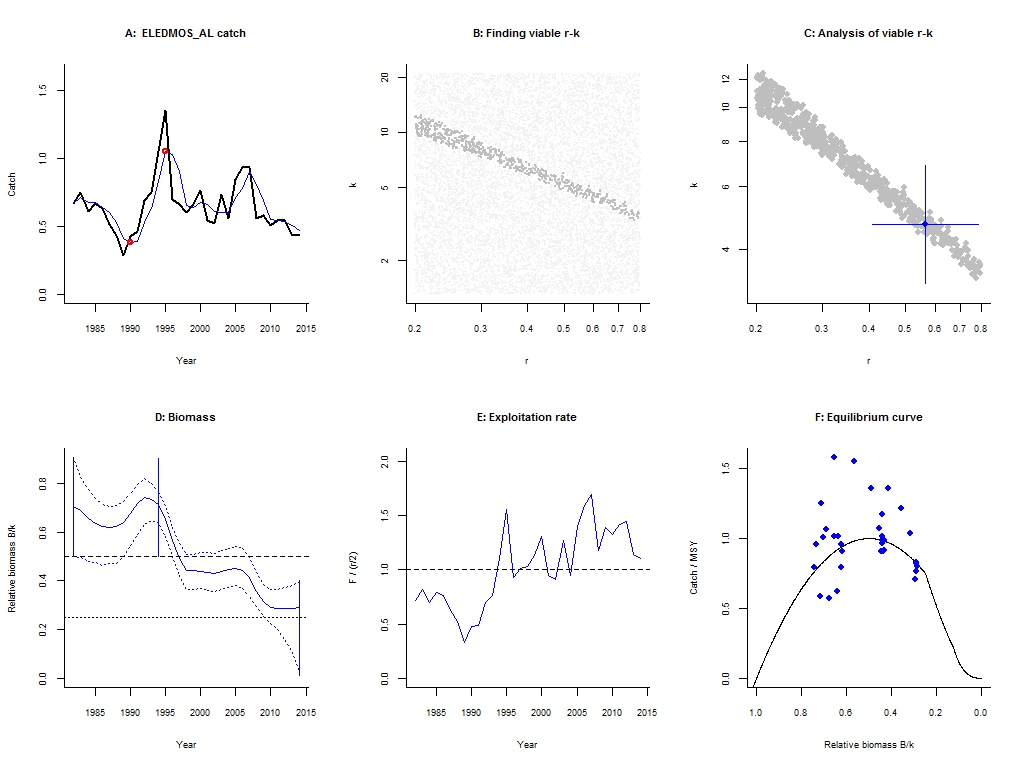 A: ELEDMOS_AL catch
Catch
0.0 0.5 1.0 1.5
1985 1990 1995 2000 2005 2010 2015
Year
B: Finding viable r-k
k
2 5 10 20
0.2 0.3 0.4 0.5 0.6 0.7 0.8
r
C: Analysis of viable r-k
k
4 6 8 10 12
0.2 0.3 0.4 0.5 0.6 0.7 0.8
r
D: Biomass
Relative biomass B/k
0.0 0.2 0.4 0.6 0.8
1985 1990 1995 2000 2005 2010 2015
Year
E: Exploitation rate
F / (r/2)
0.0 0.5 1.0 1.5 2.0
1985 1990 1995 2000 2005 2010 2015
Year
F: Equilibrium curve
Catch / MSY
0.0 0.5 1.0 1.5
1.0 0.8 0.6 0.4 0.2 0.0
Relative biomass B/k